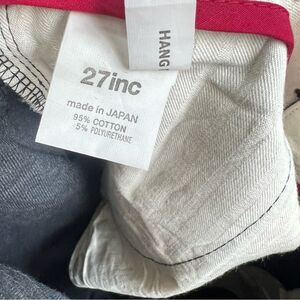 27inc
made in JAPAN
95% COTTON
5% POLYURETHANE
HANG